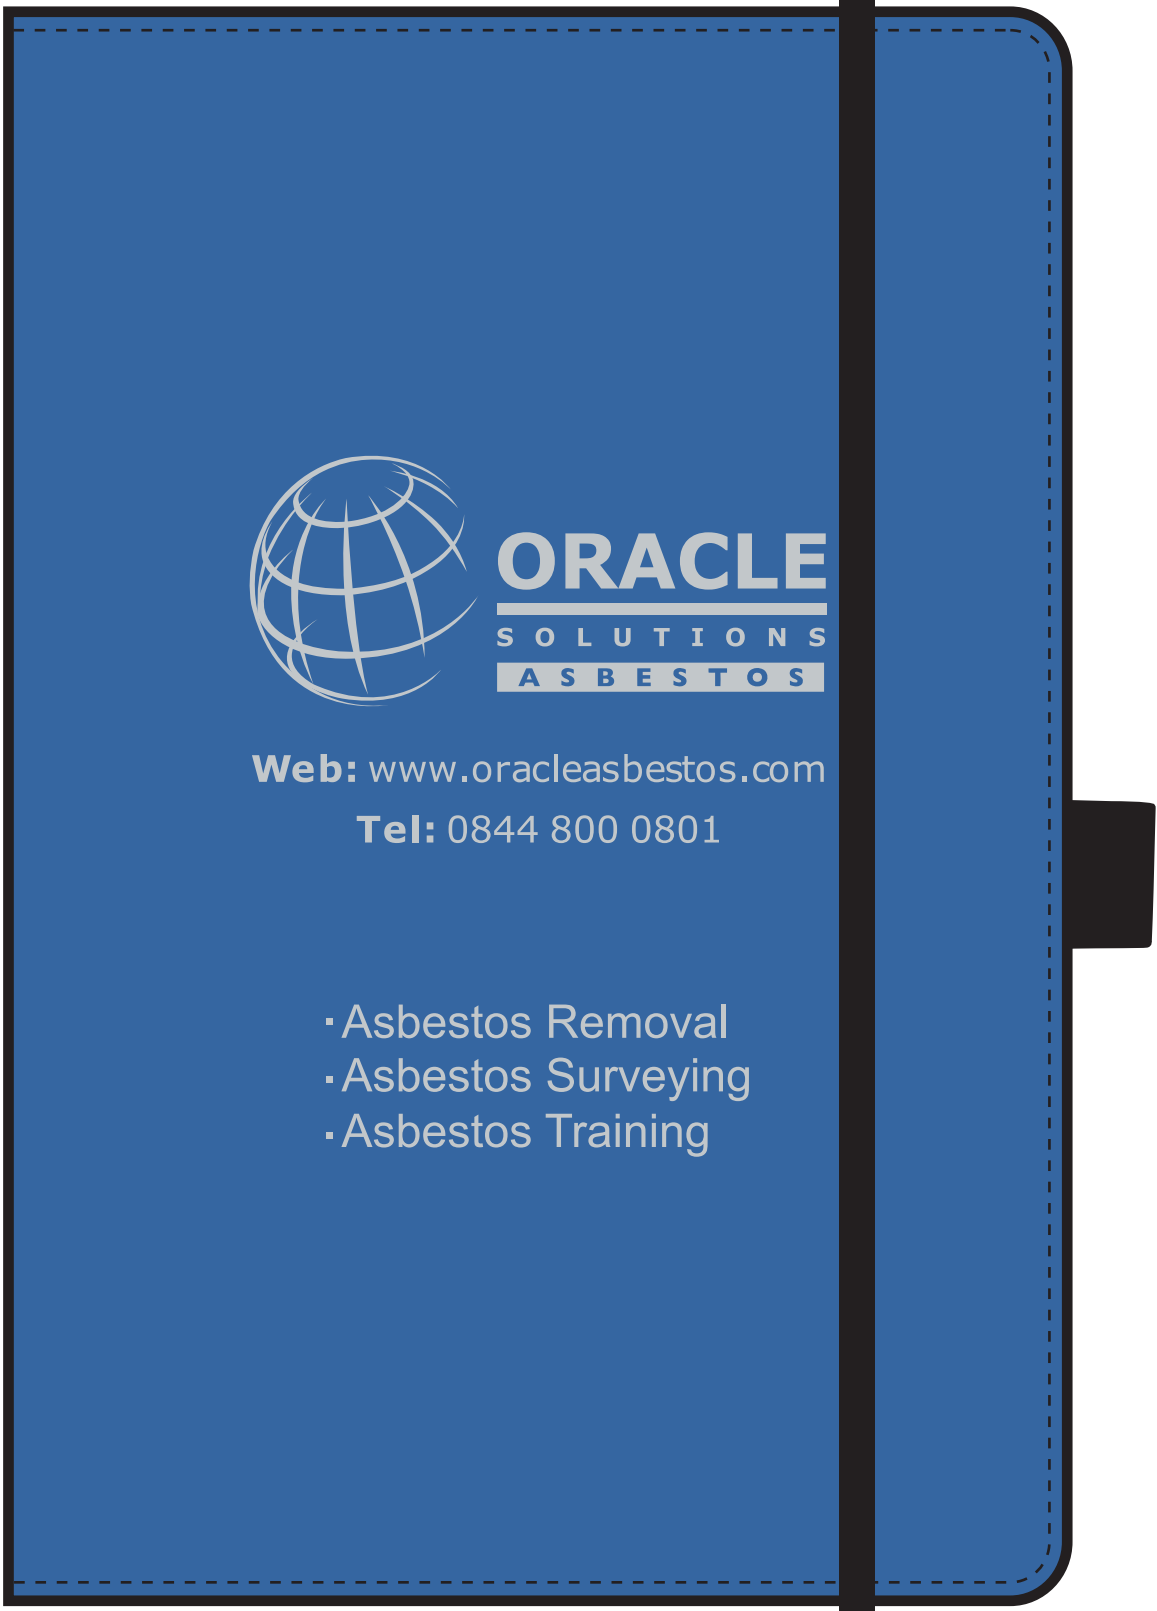 ORACLE
SOLUTIONS
ASBESTOS
Web: www.oracleasbestos.com
Tel: 0844 800 0801
· Asbestos Removal
· Asbestos Surveying
· Asbestos Training